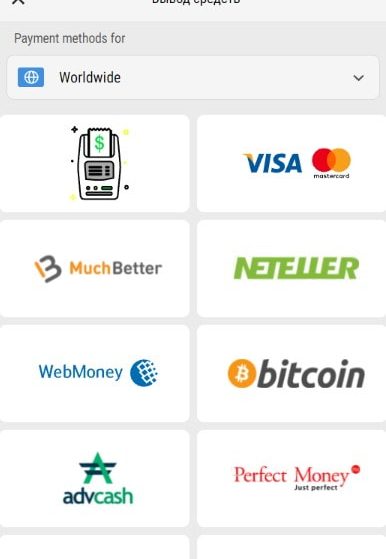 Вывод средств
Payment methods for
Worldwide
$
VISA mastercard
MuchBetter
NETELLER
WebMoney
bitcoin
advcash
Perfect Money
Just perfect